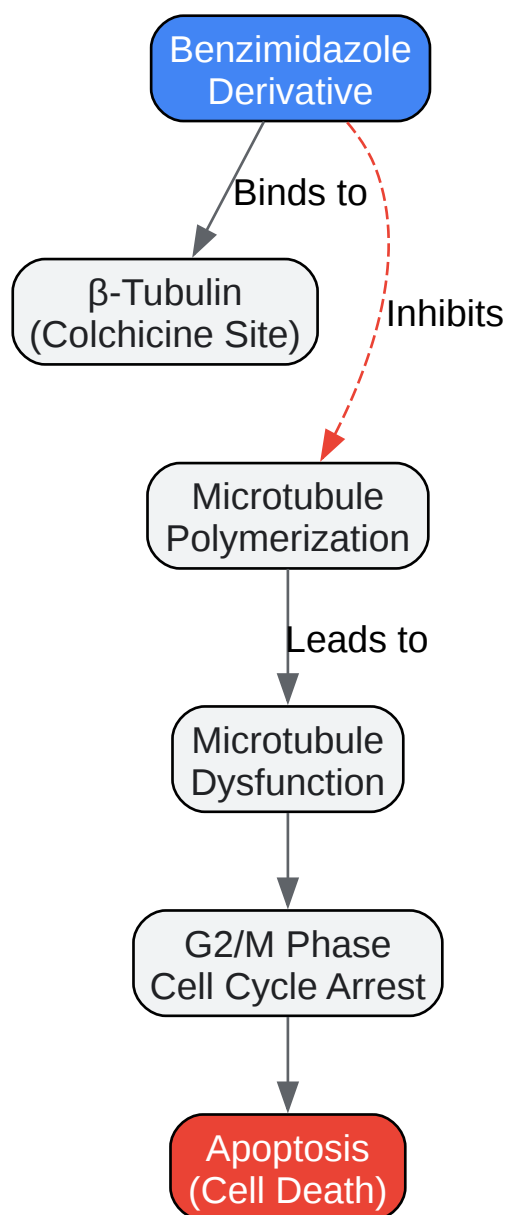 Benzimidazole
Derivative
Binds to
β-Tubulin
(Colchicine Site)
Inhibits
Microtubule
Polymerization
Leads to
Microtubule
Dysfunction
G2/M Phase
Cell Cycle Arrest
Apoptosis
(Cell Death)